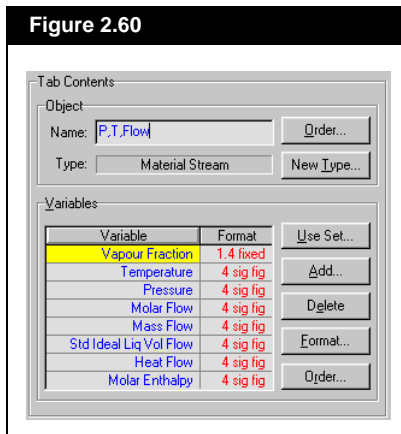 Figure 2.60
Tab Contents
Object
Name: P,T,Flow Order...
Type: Material Stream New Type...
Variables
Variable Format Use Set...
Vapour Fraction 1.4 fixed
Temperature 4 sig fig Add...
Pressure 4 sig fig
Molar Flow 4 sig fig Delete
Mass Flow 4 sig fig
Std Ideal Liq Vol Flow 4 sig fig Format...
Heat Flow 4 sig fig
Molar Enthalpy 4 sig fig Order...